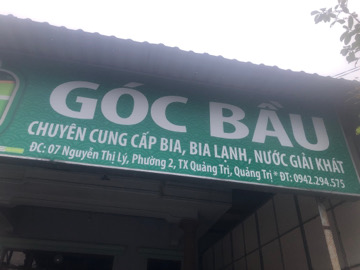 GÓC BẦU
CHUYÊN CUNG CẤP BIA, BIA LẠNH, NƯỚC GIẢI KHÁT
ĐC: 07 Nguyễn Thị Lý, Phường 2, TX Quảng Trị, Quảng Trị * ĐT: 0942.294.575